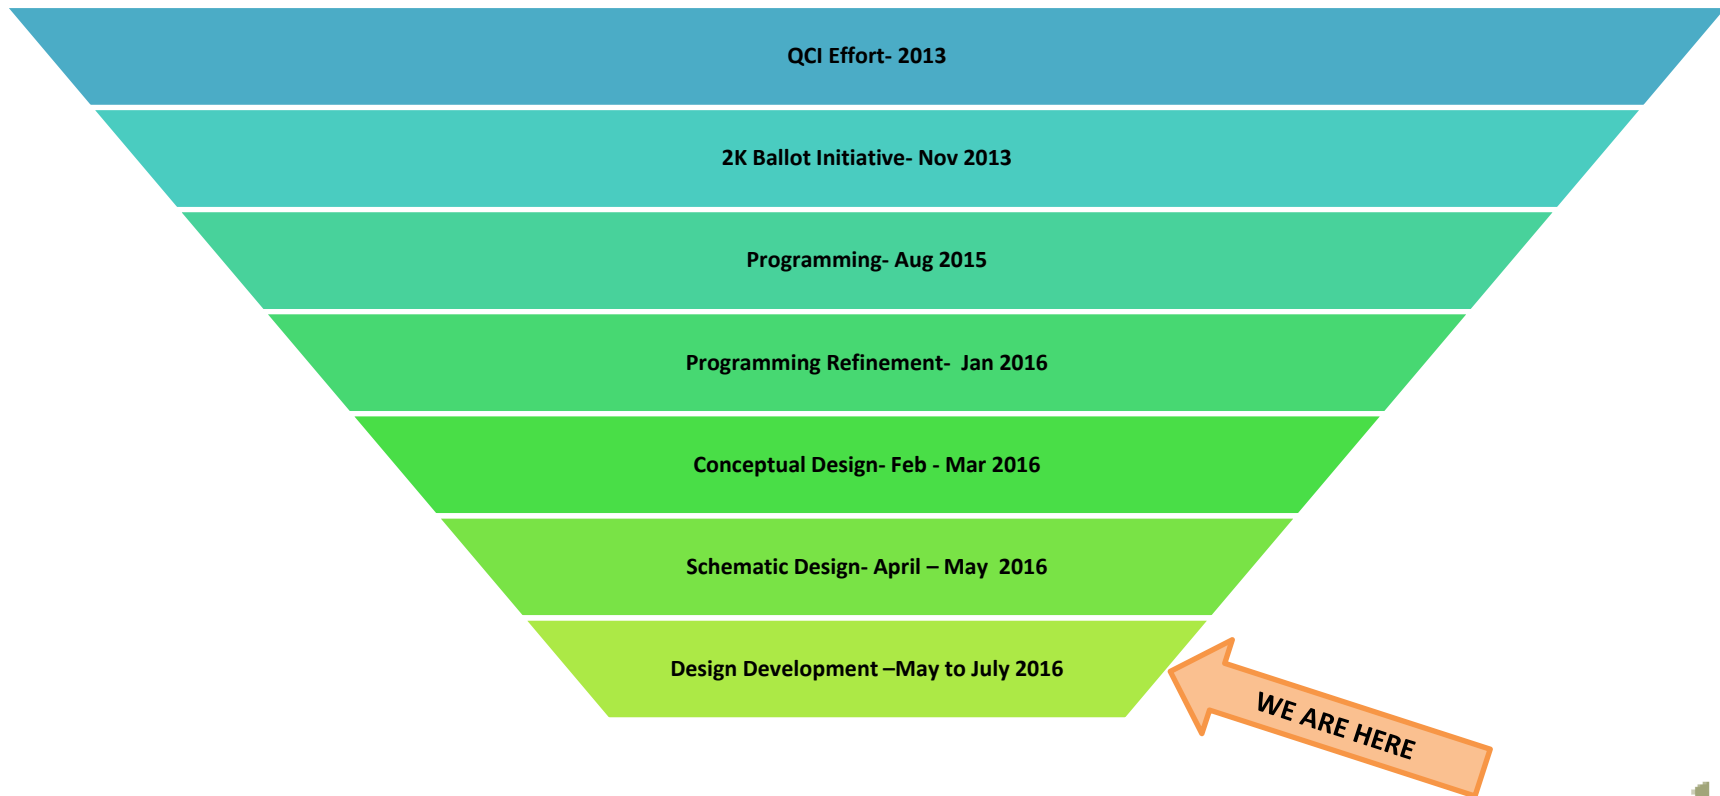 QCI Effort- 2013
2K Ballot Initiative- Nov 2013
Programming- Aug 2015
Programming Refinement-  Jan 2016
Conceptual Design- Feb - Mar 2016
Schematic Design- April – May  2016
Design Development –May to July 2016
WE ARE HERE